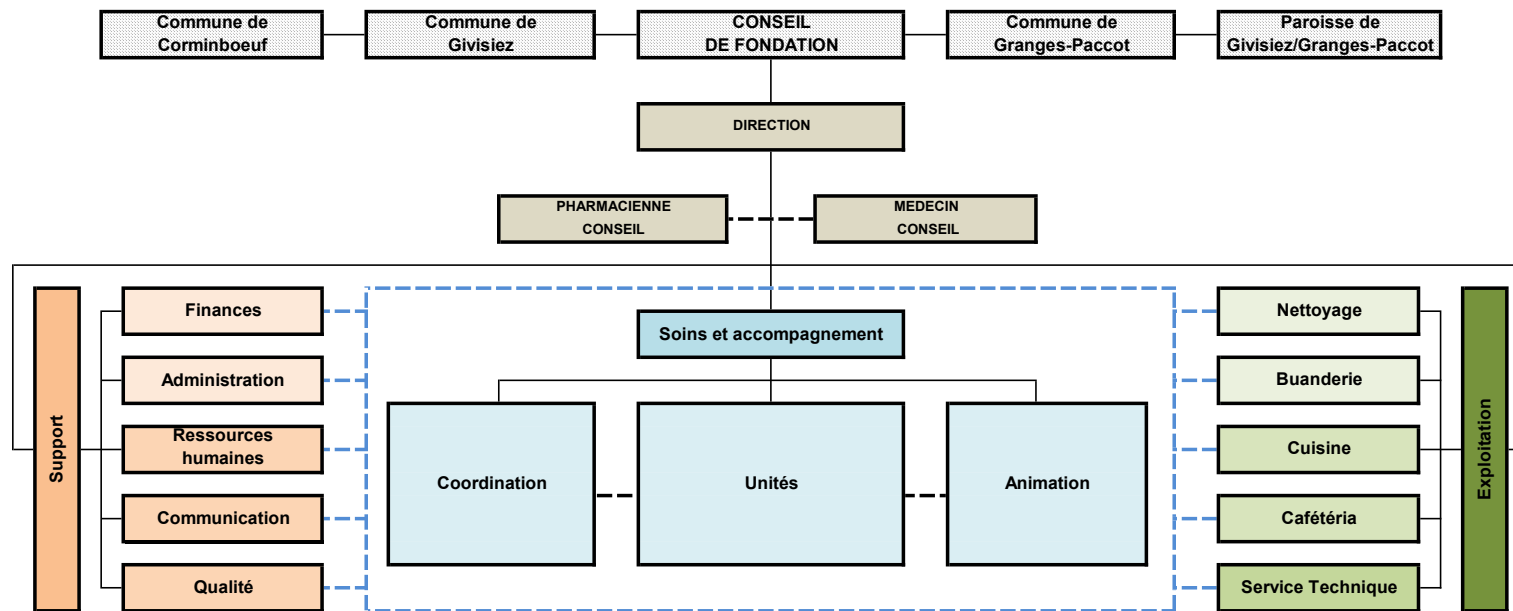 Commune de
Corminboeuf
Commune de
Givisiez
CONSEIL
DE FONDATION
Commune de
Granges-Paccot
Paroisse de
Givisiez/Granges-Paccot
DIRECTION
PHARMACIENNE
CONSEIL
MEDECIN
CONSEIL
Support
Finances
Administration
Ressources
humaines
Communication
Qualité
Soins et accompagnement
Coordination
Unités
Animation
Nettoyage
Buanderie
Cuisine
Cafétéria
Service Technique
Exploitation